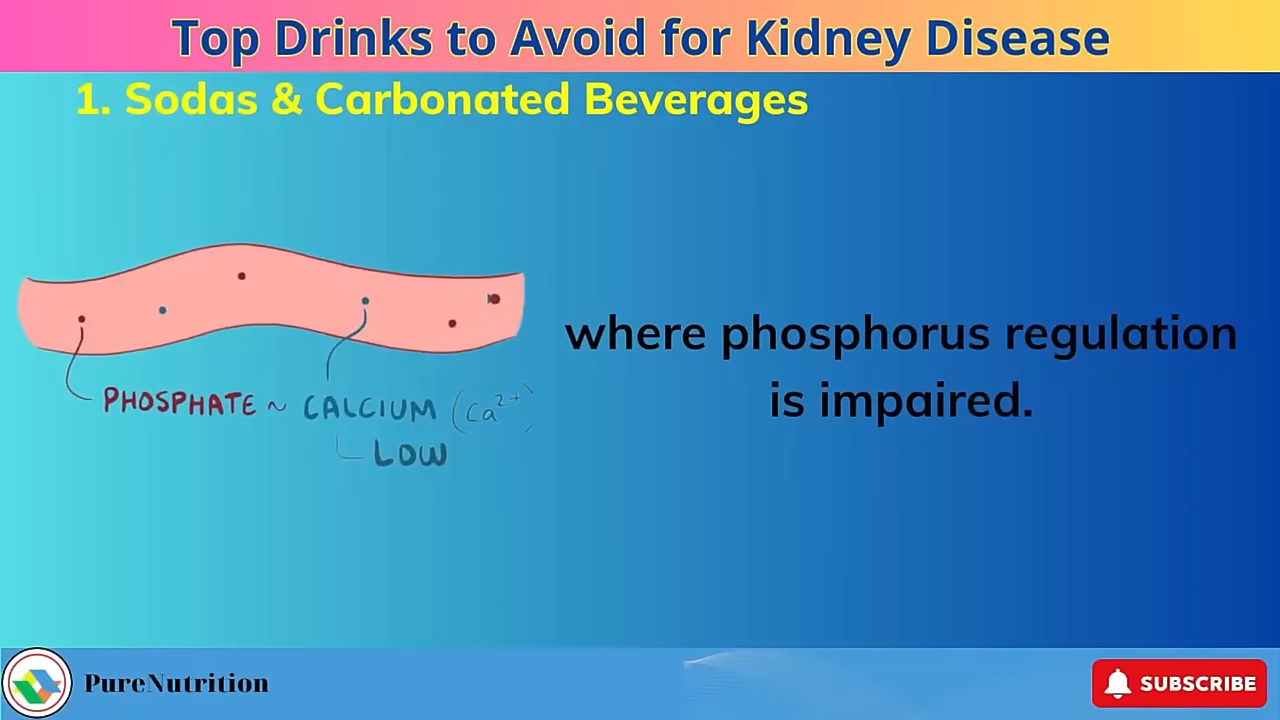 Top Drinks to Avoid for Kidney Disease
1. Sodas & Carbonated Beverages
where phosphorus regulation
is impaired.
PHOSPHATE ~ CALCIUM (Ca²⁺)
LOW
PureNutrition
SUBSCRIBE